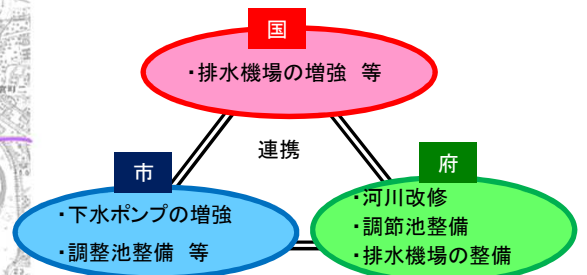 国
・排水機場の増強 等
連携
市
・下水ポンプの増強
・調整池整備 等
府
・河川改修
・調節池整備
・排水機場の整備